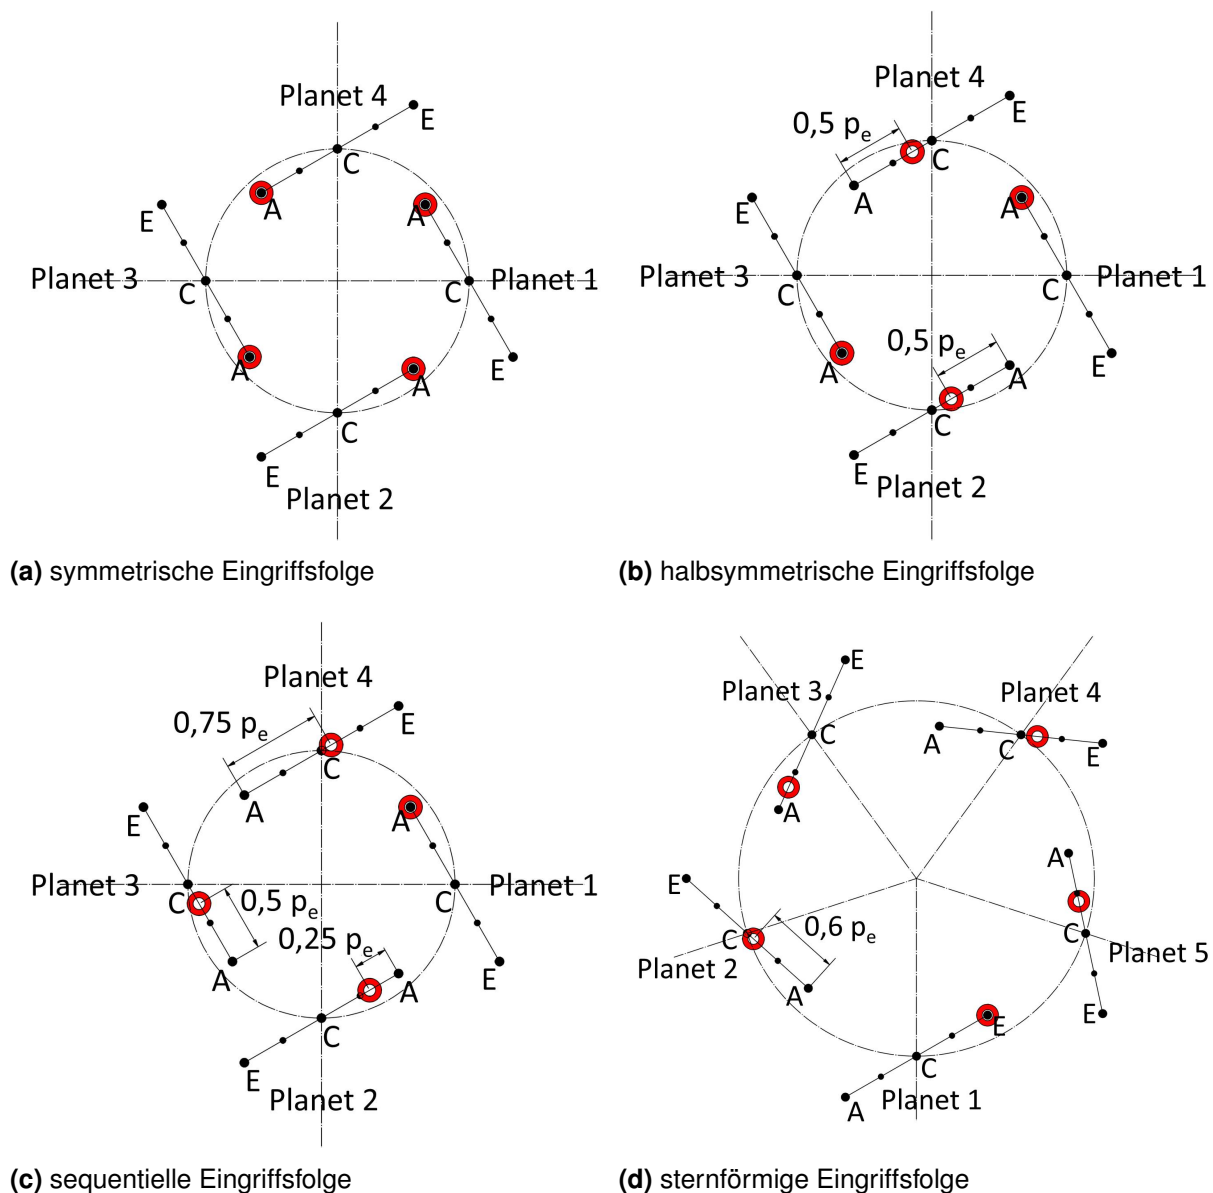 Planet 4
E
C
A
A
E
Planet 3
C
C
Planet 1
A
A
E
C
E
Planet 2
(a) symmetrische Eingriffsfolge
Planet 4
0,5 pₑ
E
C
A
A
E
Planet 3
C
C
Planet 1
0,5 pₑ
A
A
E
C
E
Planet 2
(b) halbsymmetrische Eingriffsfolge
Planet 4
0,75 pₑ
E
C
A
A
E
Planet 3
C
C
Planet 1
0,5 pₑ
0,25 pₑ
A
A
E
C
E
Planet 2
(c) sequentielle Eingriffsfolge
E
Planet 3
Planet 4
C
A
C
E
A
A
E
0,6 pₑ
C
C
Planet 2
Planet 5
A
E
E
C
A
Planet 1
(d) sternförmige Eingriffsfolge